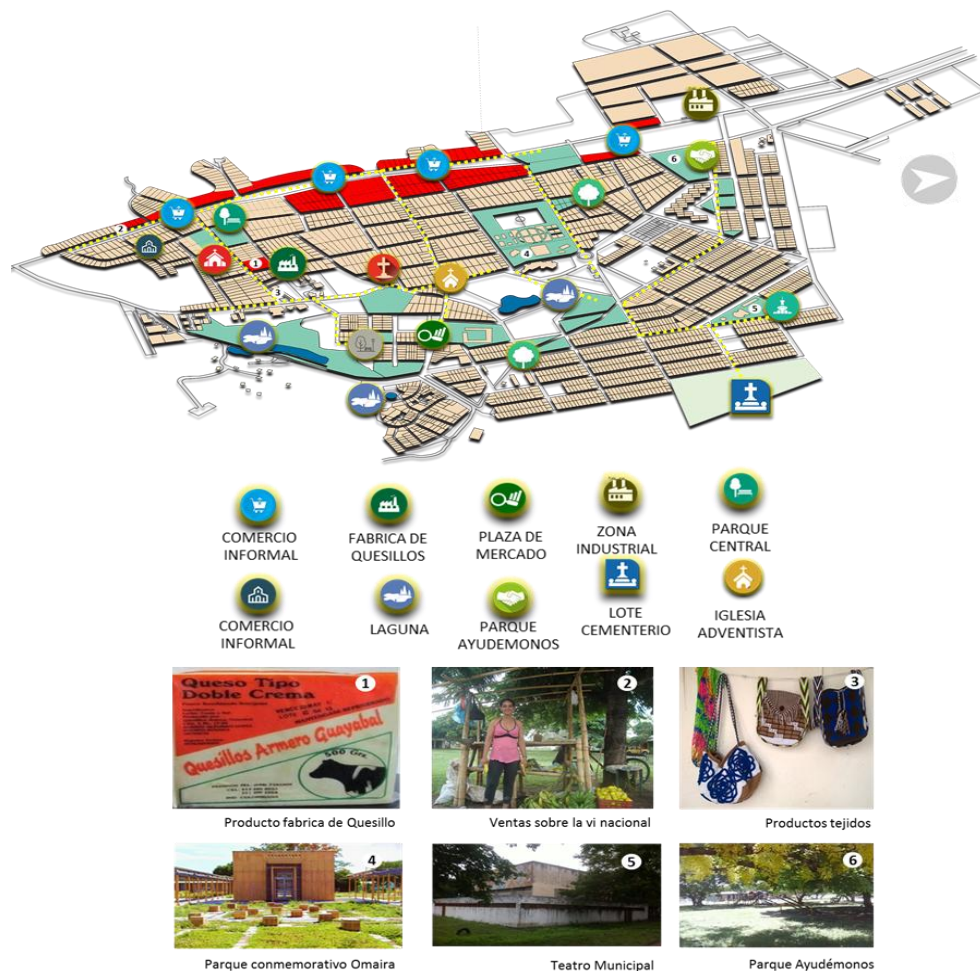 6
2
1
4
3
5
COMERCIO
INFORMAL
FABRICA DE
QUESILLOS
PLAZA DE
MERCADO
ZONA
INDUSTRIAL
PARQUE
CENTRAL
COMERCIO
INFORMAL
LAGUNA
PARQUE
AYUDEMONOS
LOTE
CEMENTERIO
IGLESIA
ADVENTISTA
Queso Tipo
Doble Crema
Quesillos Armero Guayabal
500 Grs.
1
2
3
Producto fabrica de Quesillo
Ventas sobre la vi nacional
Productos tejidos
4
5
6
Parque conmemorativo Omaira
Teatro Municipal
Parque Ayudémonos